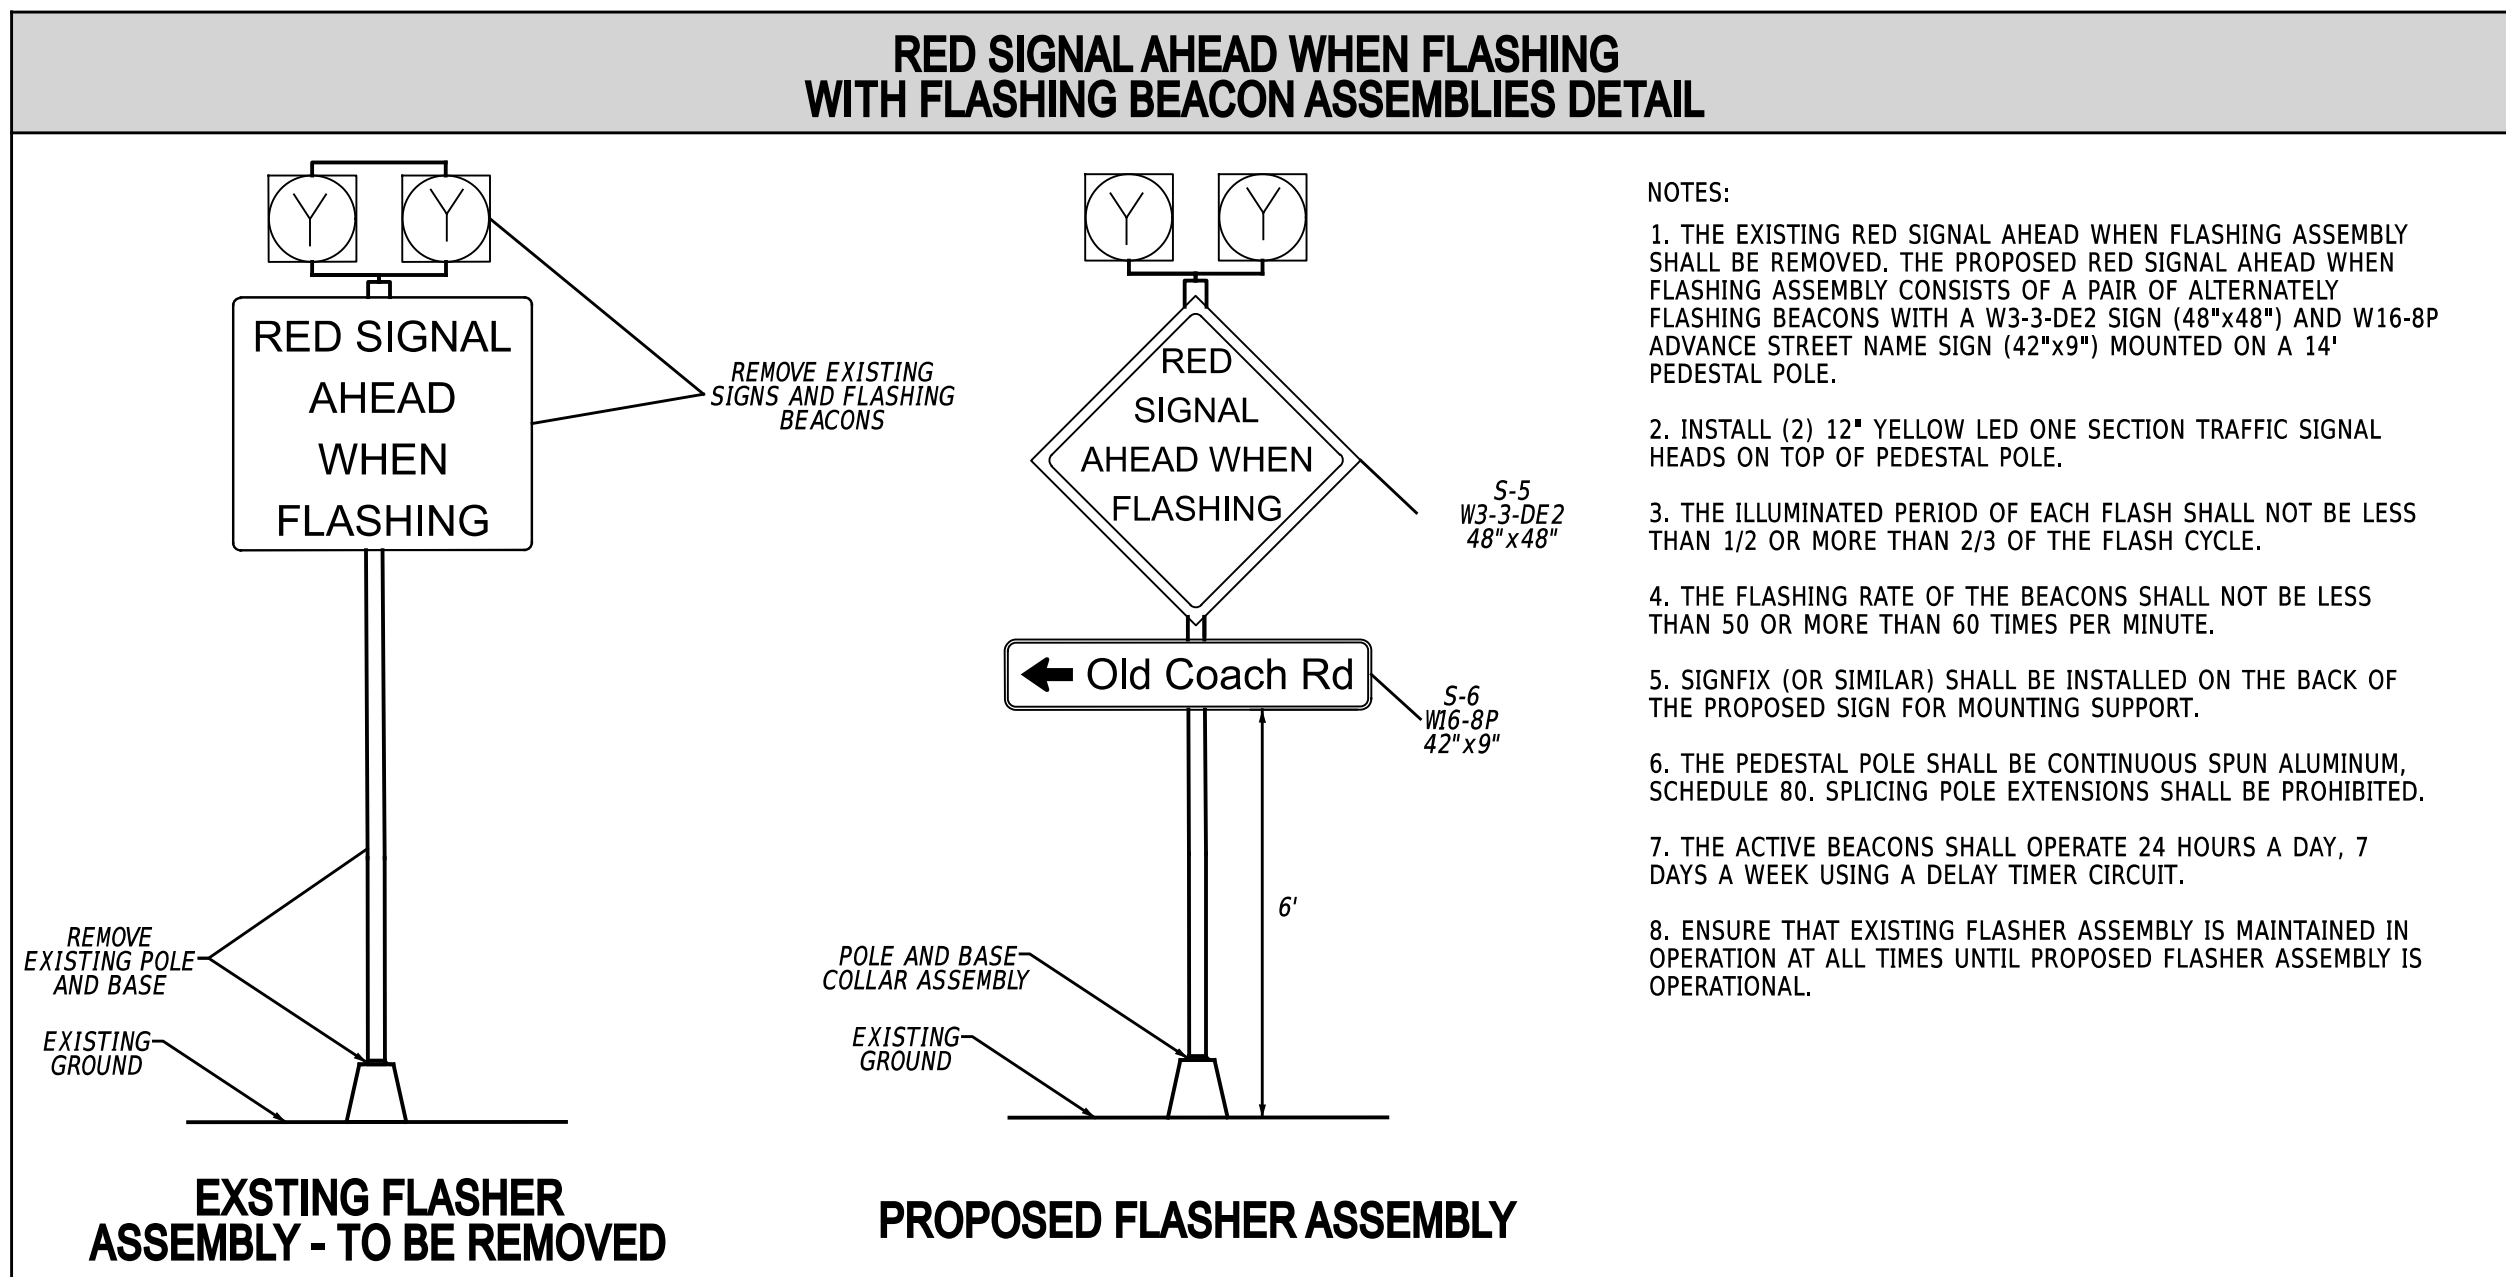 RED SIGNAL AHEAD WHEN FLASHING
WITH FLASHING BEACON ASSEMBLIES DETAIL
Y
Y
RED SIGNAL
AHEAD
WHEN
FLASHING
REMOVE EXISTING
SIGNS AND FLASHING
BEACONS
REMOVE
EXISTING POLE
AND BASE
EXISTING
GROUND
EXSTING FLASHER
ASSEMBLY - TO BE REMOVED
Y
Y
RED
SIGNAL
AHEAD WHEN
FLASHING
S-5
W3-3-DE2
48"x48"
Old Coach Rd
S-6
W16-8P
42"x9"
6'
POLE AND BASE
COLLAR ASSEMBLY
EXISTING
GROUND
PROPOSED FLASHER ASSEMBLY
NOTES:
1. THE EXISTING RED SIGNAL AHEAD WHEN FLASHING ASSEMBLY
SHALL BE REMOVED. THE PROPOSED RED SIGNAL AHEAD WHEN
FLASHING ASSEMBLY CONSISTS OF A PAIR OF ALTERNATELY
FLASHING BEACONS WITH A W3-3-DE2 SIGN (48"x48") AND W16-8P
ADVANCE STREET NAME SIGN (42"x9") MOUNTED ON A 14'
PEDESTAL POLE.
2. INSTALL (2) 12" YELLOW LED ONE SECTION TRAFFIC SIGNAL
HEADS ON TOP OF PEDESTAL POLE.
3. THE ILLUMINATED PERIOD OF EACH FLASH SHALL NOT BE LESS
THAN 1/2 OR MORE THAN 2/3 OF THE FLASH CYCLE.
4. THE FLASHING RATE OF THE BEACONS SHALL NOT BE LESS
THAN 50 OR MORE THAN 60 TIMES PER MINUTE.
5. SIGNFIX (OR SIMILAR) SHALL BE INSTALLED ON THE BACK OF
THE PROPOSED SIGN FOR MOUNTING SUPPORT.
6. THE PEDESTAL POLE SHALL BE CONTINUOUS SPUN ALUMINUM,
SCHEDULE 80. SPLICING POLE EXTENSIONS SHALL BE PROHIBITED.
7. THE ACTIVE BEACONS SHALL OPERATE 24 HOURS A DAY, 7
DAYS A WEEK USING A DELAY TIMER CIRCUIT.
8. ENSURE THAT EXISTING FLASHER ASSEMBLY IS MAINTAINED IN
OPERATION AT ALL TIMES UNTIL PROPOSED FLASHER ASSEMBLY IS
OPERATIONAL.